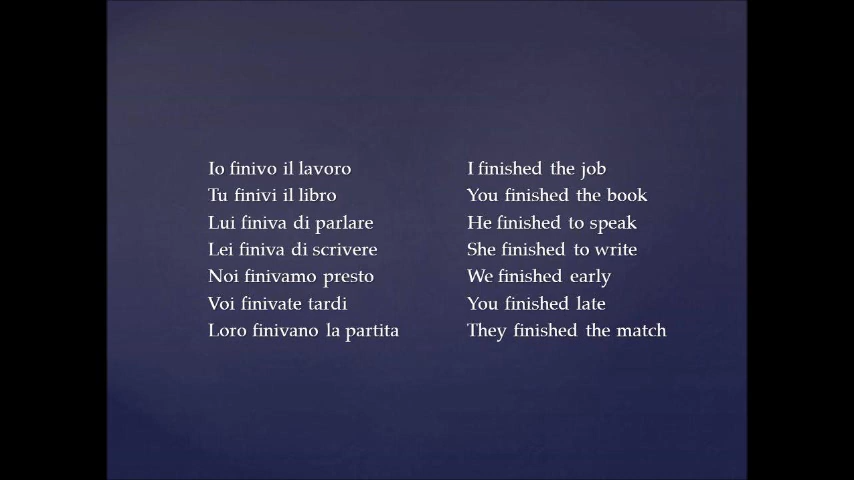 Io finivo il lavoro I finished the job
Tu finivi il libro You finished the book
Lui finiva di parlare He finished to speak
Lei finiva di scrivere She finished to write
Noi finivamo presto We finished early
Voi finivate tardi You finished late
Loro finivano la partita They finished the match